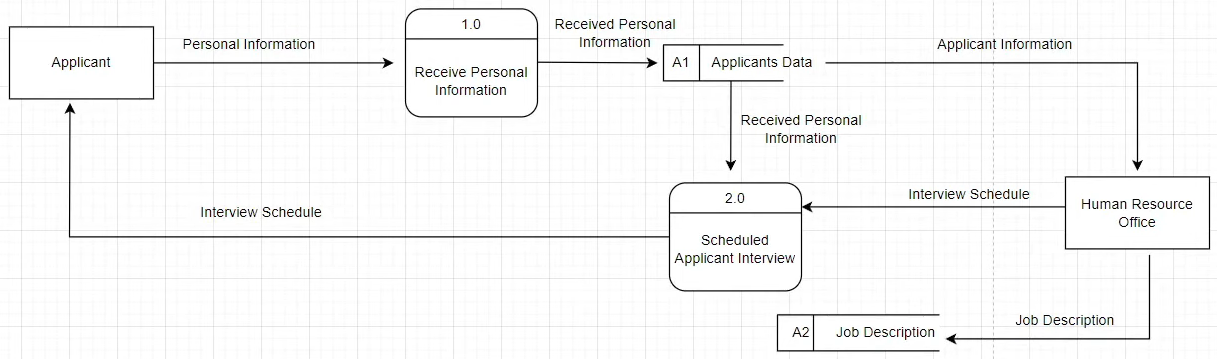 1.0
Received Personal
Information
Personal Information
Applicant Information
Applicant
Receive Personal
Information
A1
Applicants Data
Received Personal
Information
2.0
Interview Schedule
Human Resource
Office
Interview Schedule
Scheduled
Applicant Interview
Job Description
A2
Job Description